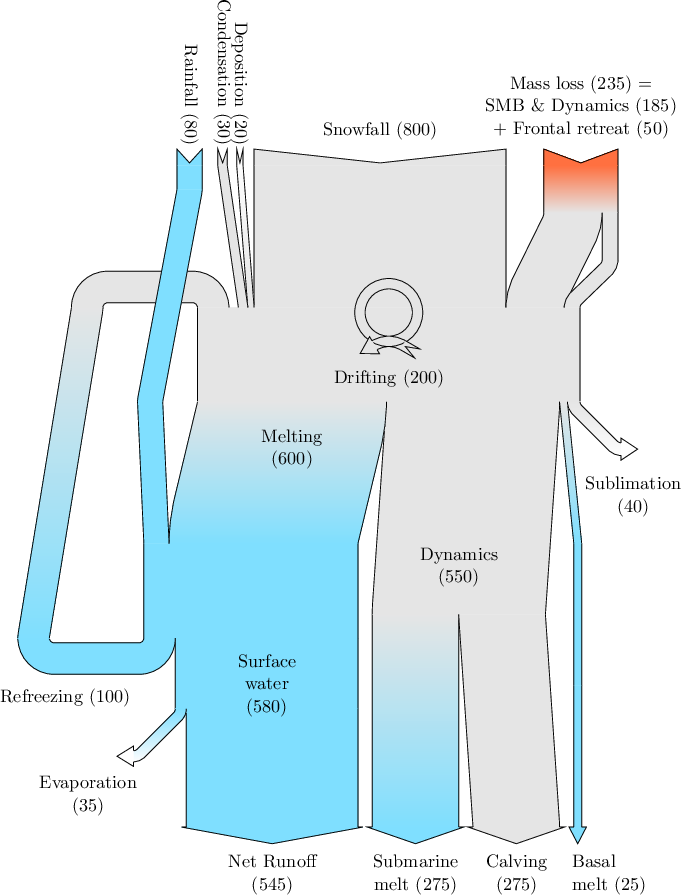 Rainfall (80)
Condensation (30)
Deposition (20)
Snowfall (800)
Mass loss (235) =
SMB & Dynamics (185)
+ Frontal retreat (50)
Drifting (200)
Melting
(600)
Sublimation
(40)
Dynamics
(550)
Surface
water
(580)
Refreezing (100)
Evaporation
(35)
Net Runoff
(545)
Submarine
melt (275)
Calving
(275)
Basal
melt (25)